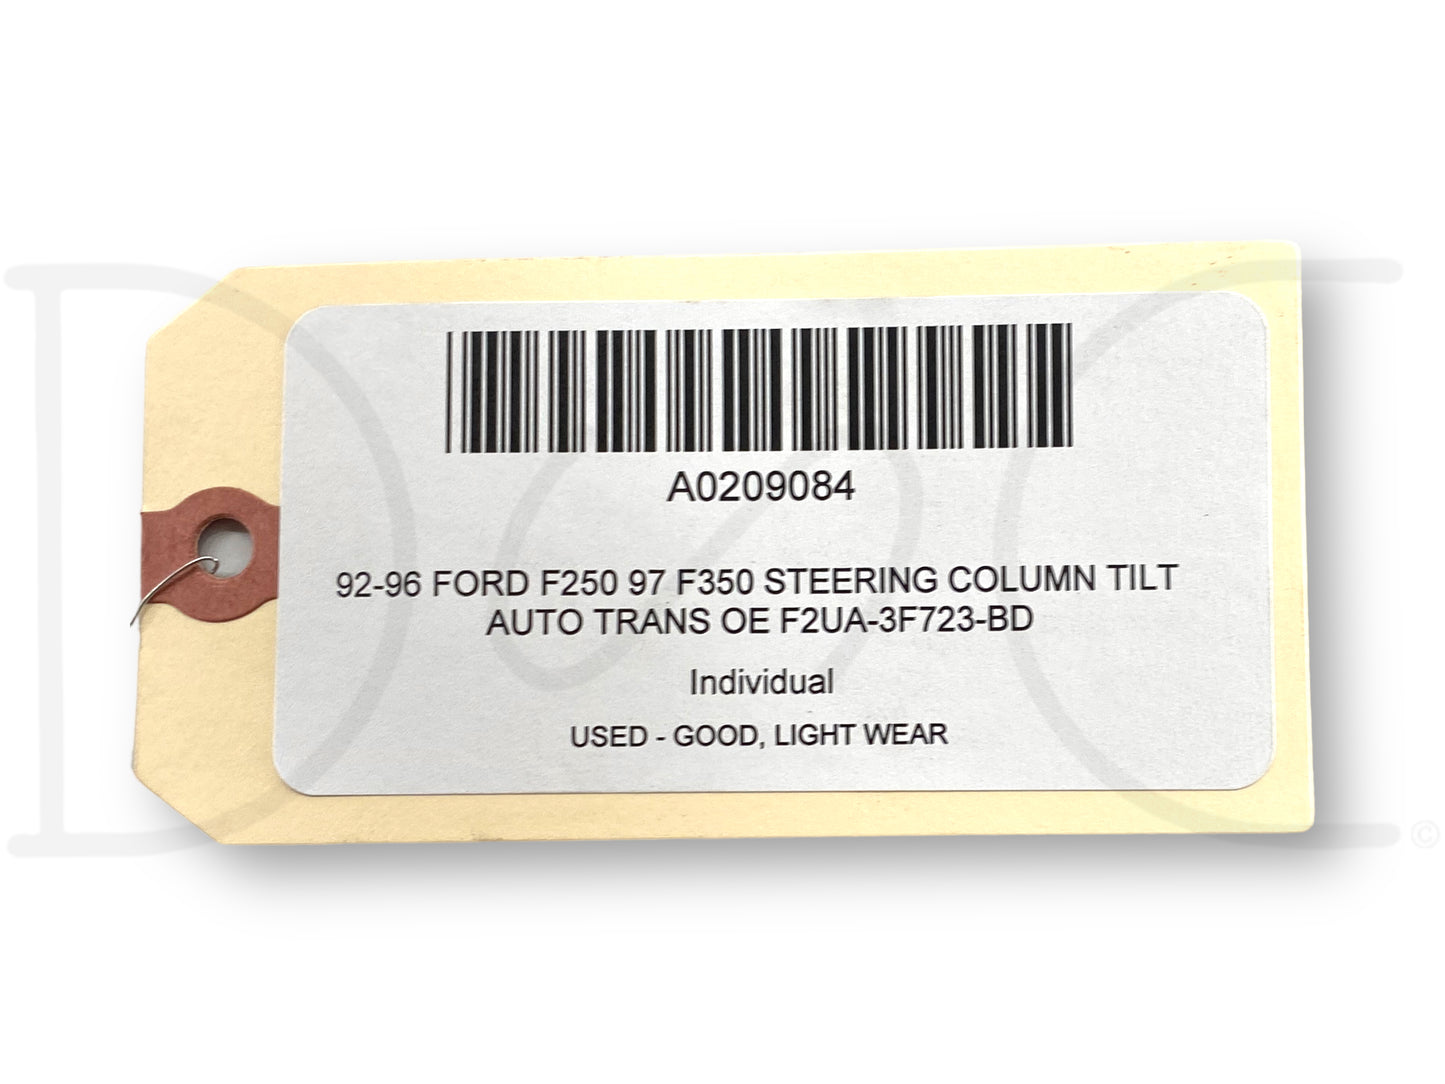 A0209084
92-96 FORD F250 97 F350 STEERING COLUMN TILT
AUTO TRANS OE F2UA-3F723-BD
Individual
USED - GOOD, LIGHT WEAR
©